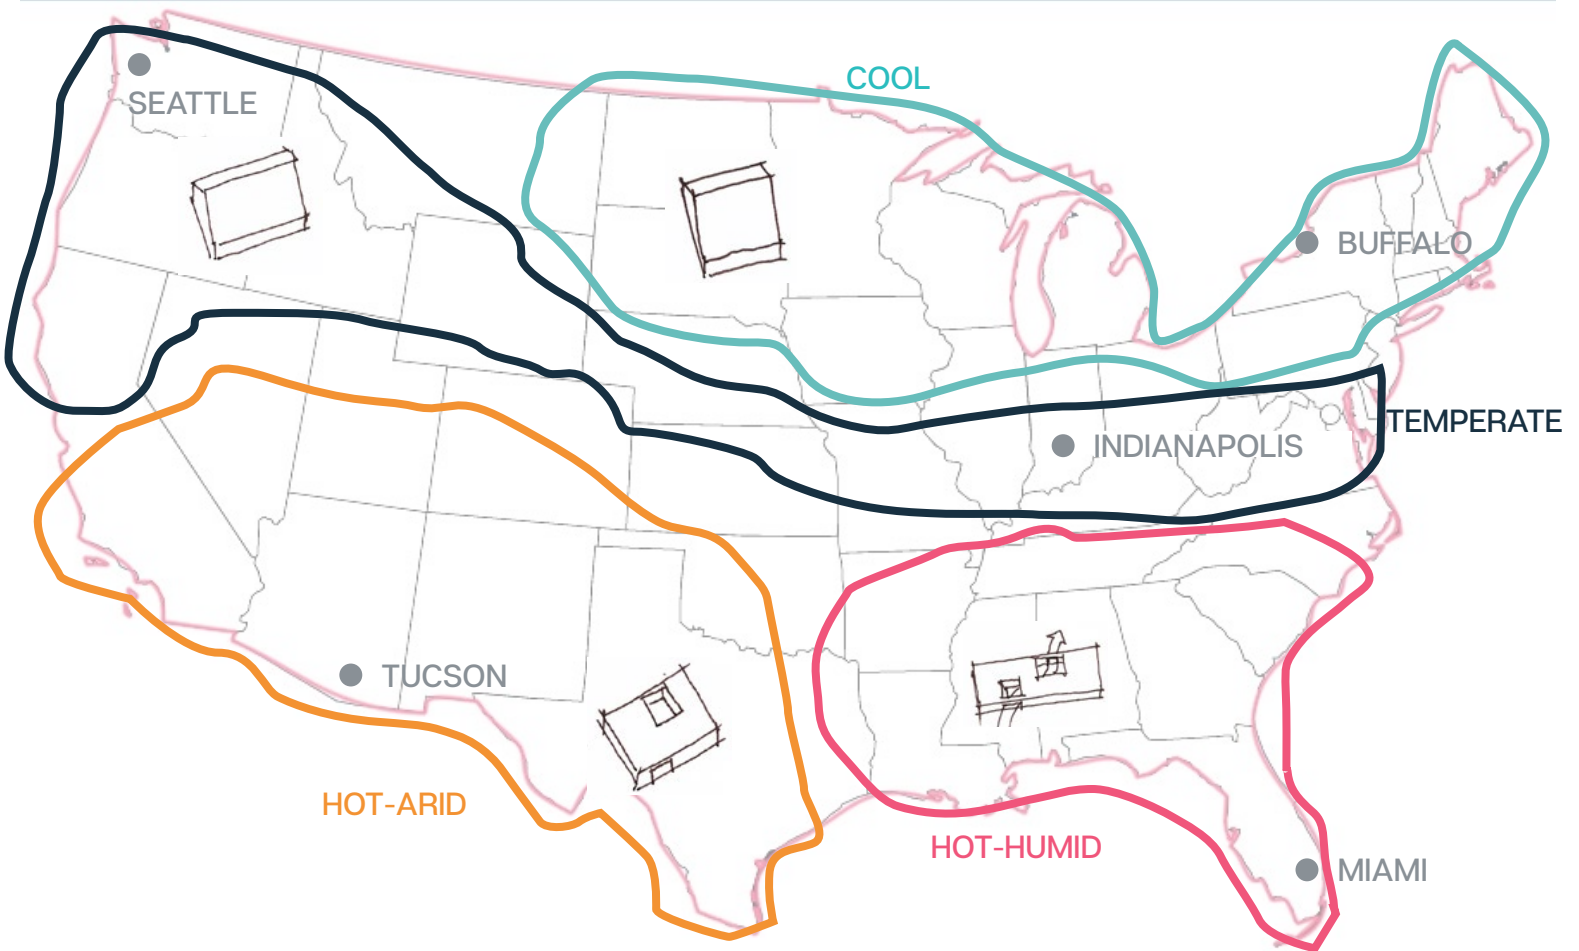 COOL
SEATTLE
BUFFALO
TEMPERATE
INDIANAPOLIS
TUCSON
HOT-ARID
HOT-HUMID
MIAMI